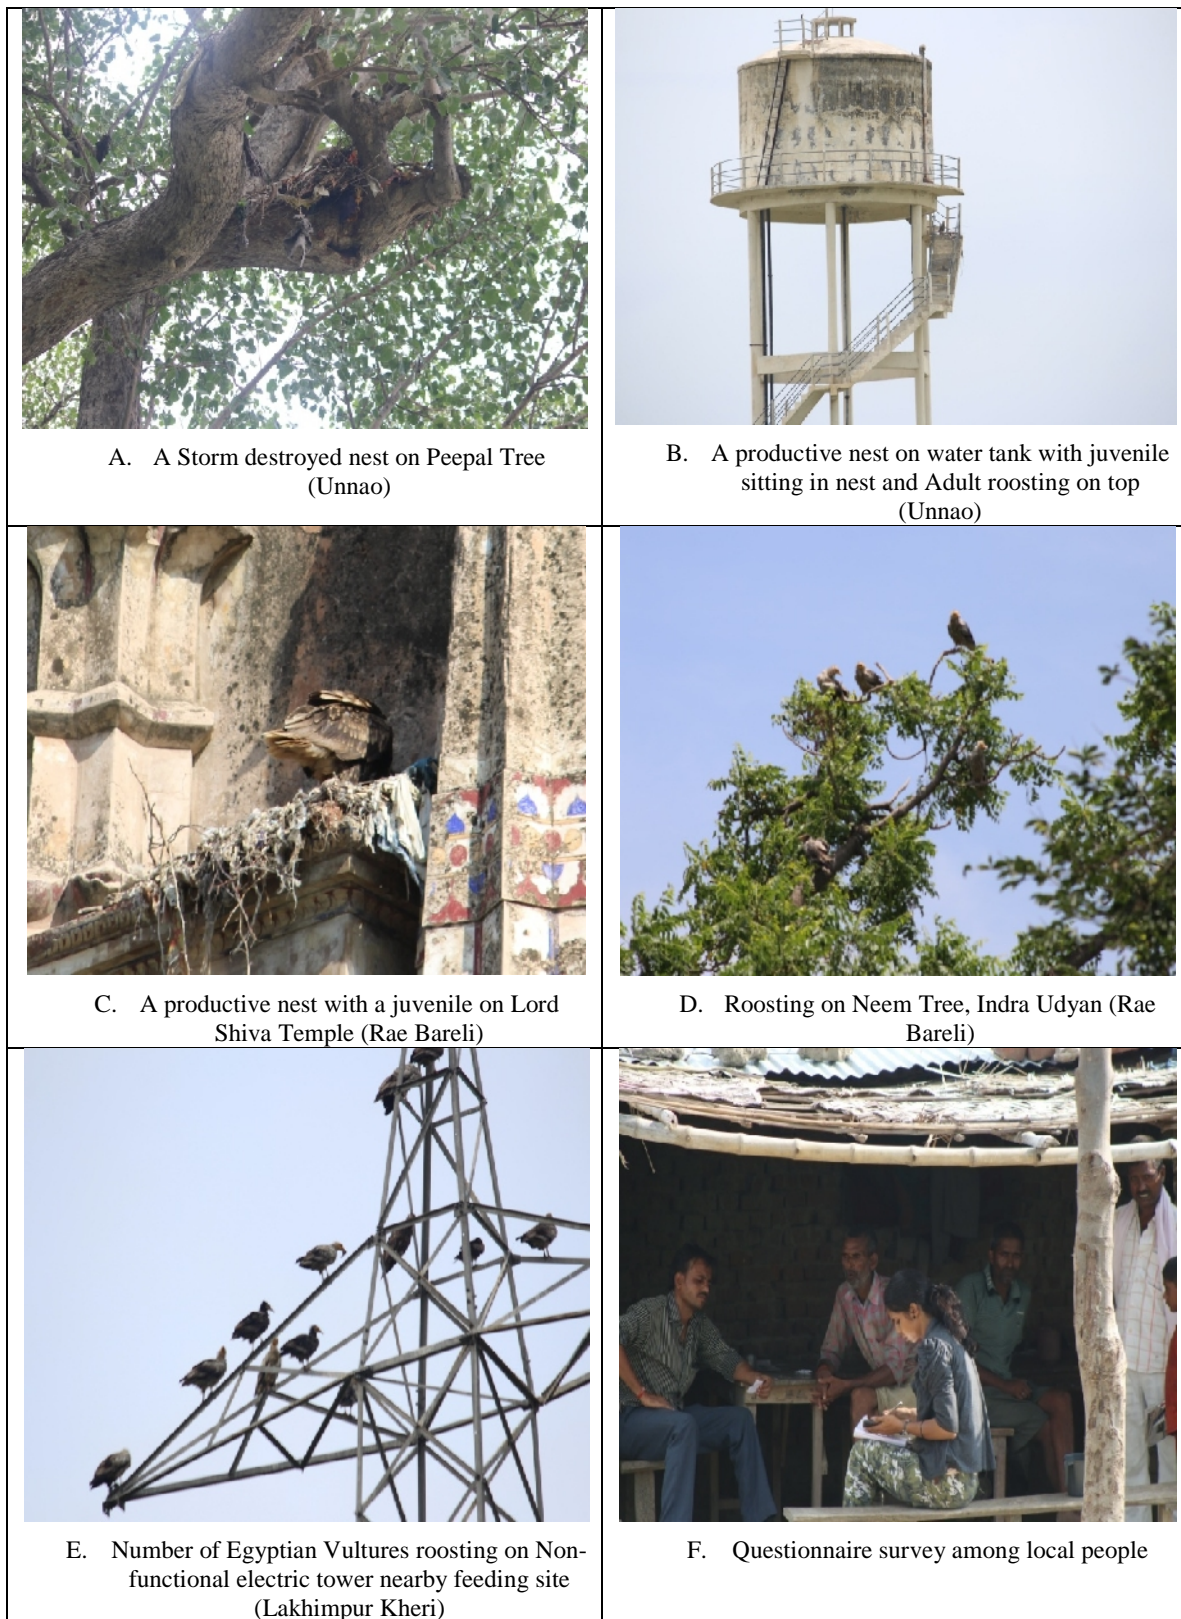 A. A Storm destroyed nest on Peepal Tree
(Unnao)
B. A productive nest on water tank with juvenile
sitting in nest and Adult roosting on top
(Unnao)
C. A productive nest with a juvenile on Lord
Shiva Temple (Rae Bareli)
D. Roosting on Neem Tree, Indra Udyan (Rae
Bareli)
E. Number of Egyptian Vultures roosting on Non-
functional electric tower nearby feeding site
(Lakhimpur Kheri)
F. Questionnaire survey among local people